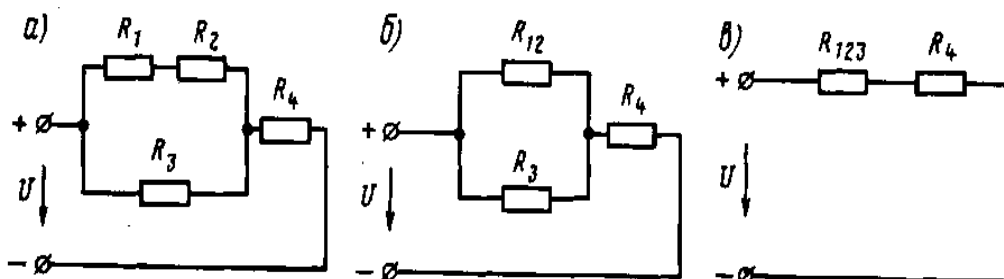 а) R₁ R₂ R₄ + R₃ U −
б) R₁₂ R₄ + R₃ U −
в) R₁₂₃ R₄ + U −